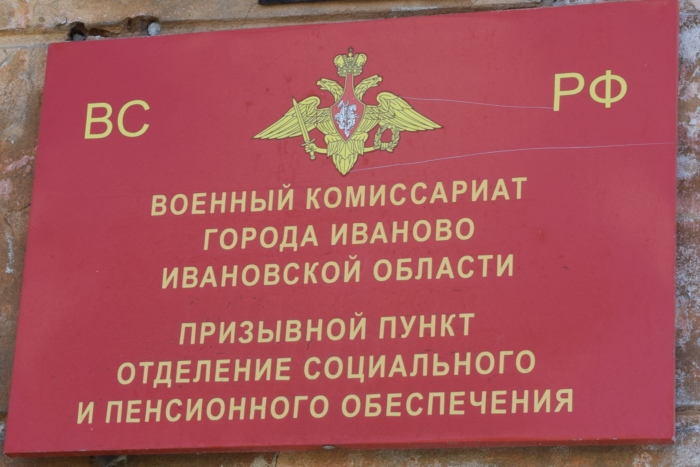 ВС РФ
ВОЕННЫЙ КОМИССАРИАТ
ГОРОДА ИВАНОВО
ИВАНОВСКОЙ ОБЛАСТИ
ПРИЗЫВНОЙ ПУНКТ
ОТДЕЛЕНИЕ СОЦИАЛЬНОГО
И ПЕНСИОННОГО ОБЕСПЕЧЕНИЯ